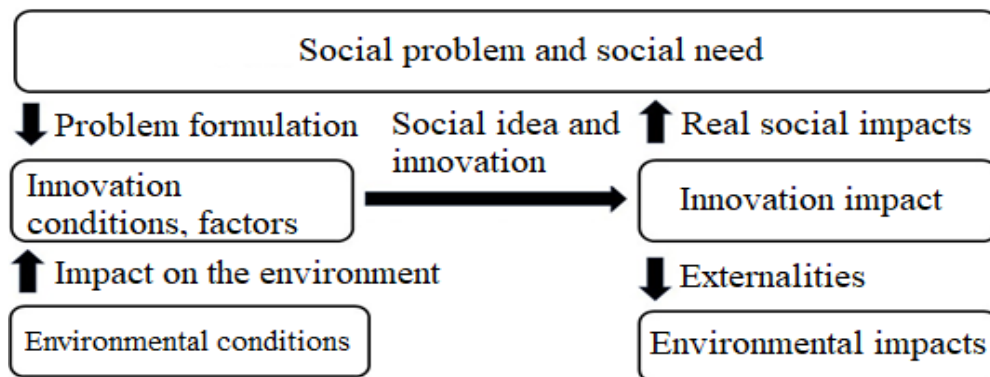 Social problem and social need
Problem formulation
Social idea and
innovation
Real social impacts
Innovation
conditions, factors
Innovation impact
Impact on the environment
Externalities
Environmental conditions
Environmental impacts